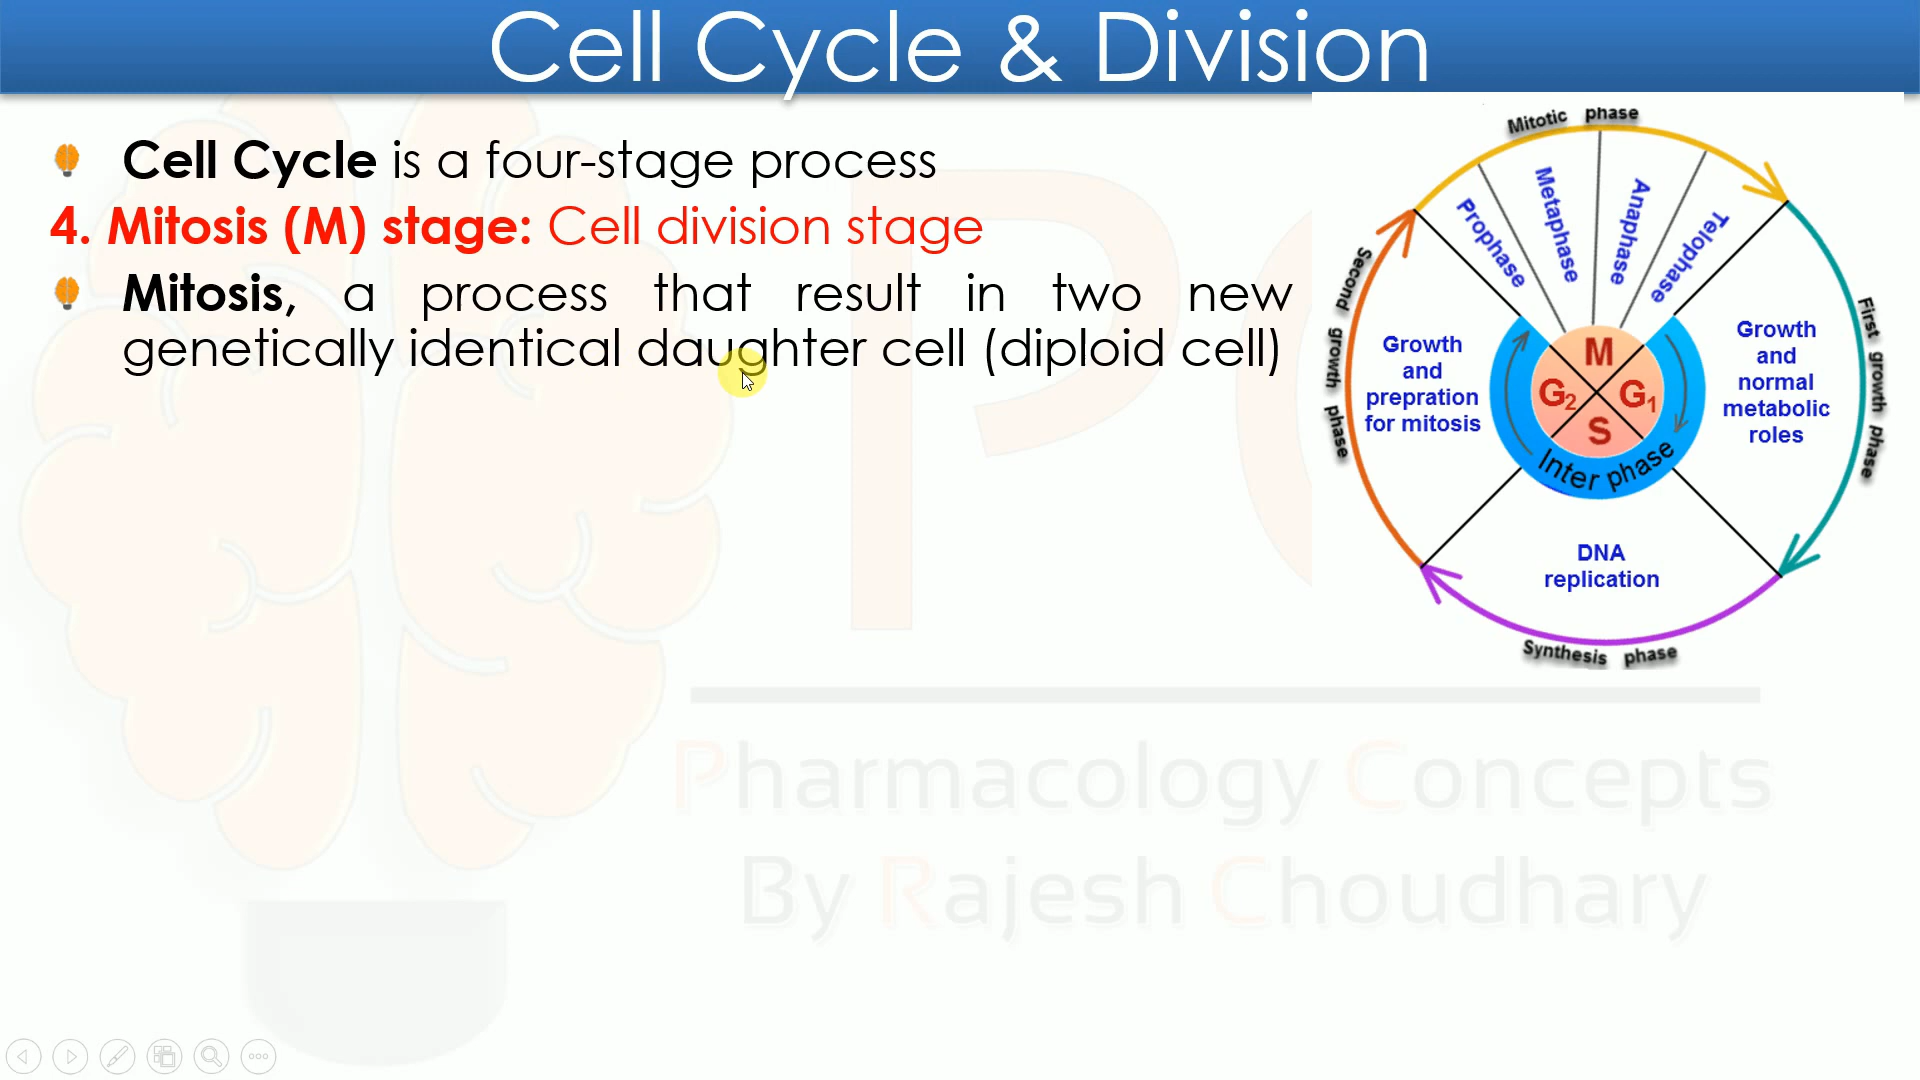 Cell Cycle & Division
Cell Cycle is a four-stage process
4. Mitosis (M) stage: Cell division stage
Mitosis, a process that result in two new
genetically identical daughter cell (diploid cell)
Mitotic phase
Prophase
Metaphase
Anaphase
Telophase
Second growth phase
First growth phase
Growth
and
prepration
for mitosis
M
G2
G1
S
Inter phase
Growth
and
normal
metabolic
roles
DNA
replication
Synthesis phase
Pharmacology Concepts
By Rajesh Choudhary